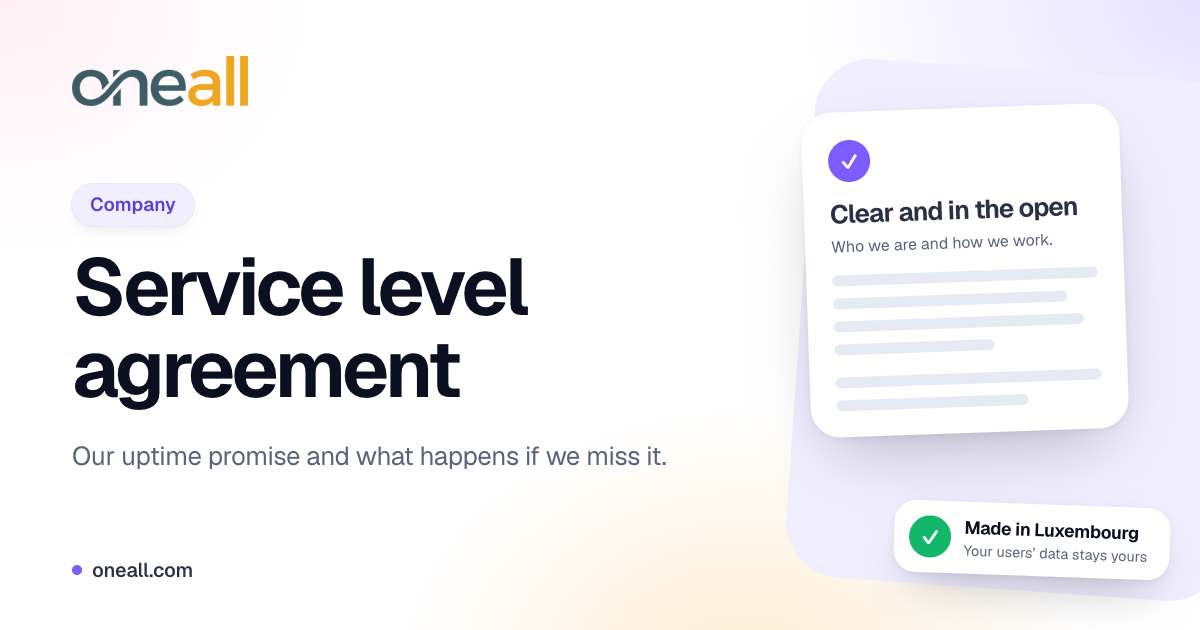 oneall
Company
Service level
agreement
Our uptime promise and what happens if we miss it.
oneall.com
Clear and in the open
Who we are and how we work.
Made in Luxembourg
Your users’ data stays yours